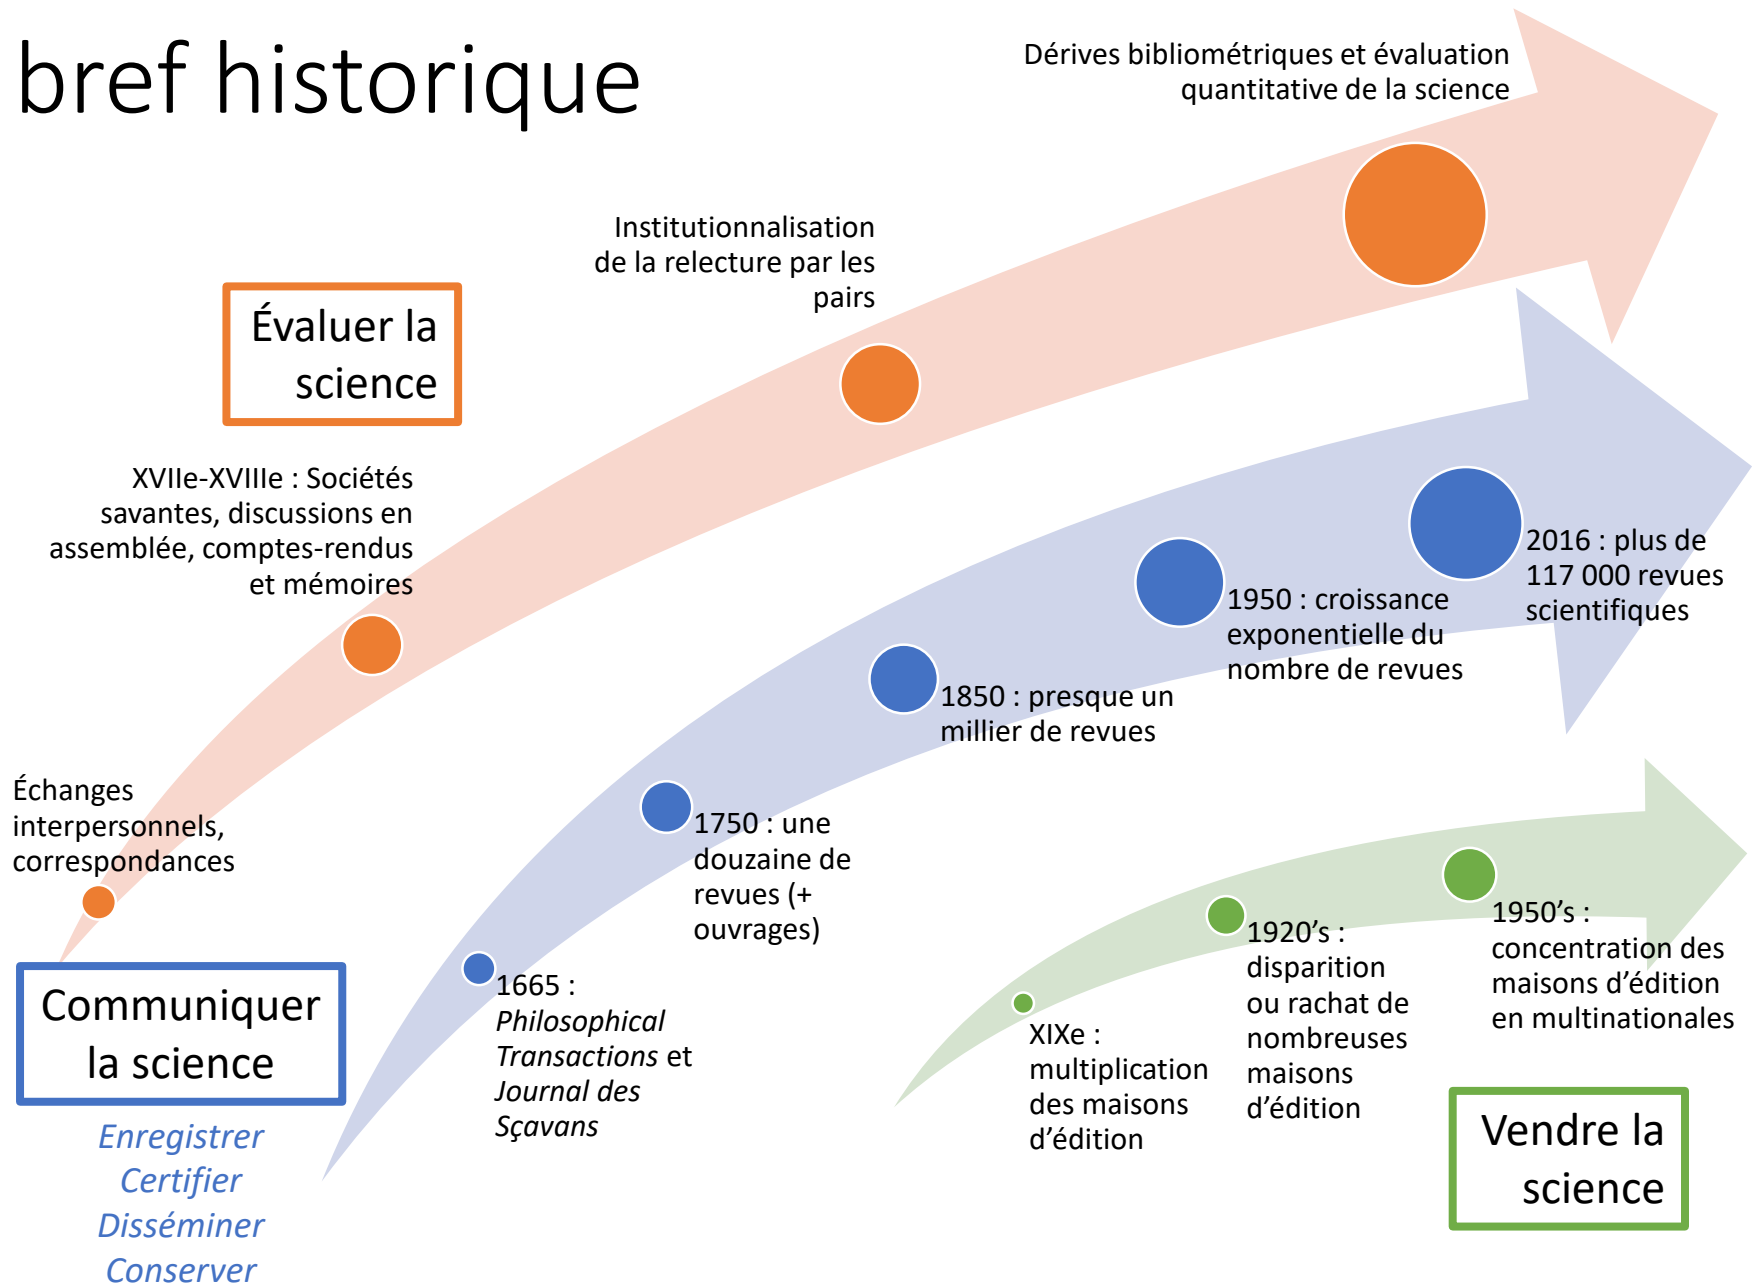 bref historique
Dérives bibliométriques et évaluation
quantitative de la science
Institutionnalisation
de la relecture par les
pairs
Évaluer la
science
XVIIe-XVIIIe : Sociétés
savantes, discussions en
assemblée, comptes-rendus
et mémoires
Échanges
interpersonnels,
correspondances
Communiquer
la science
Enregistrer
Certifier
Disséminer
Conserver
1665 :
Philosophical
Transactions et
Journal des
Sçavans
1750 : une
douzaine de
revues (+
ouvrages)
1850 : presque un
millier de revues
1950 : croissance
exponentielle du
nombre de revues
2016 : plus de
117 000 revues
scientifiques
XIXe :
multiplication
des maisons
d’édition
1920’s :
disparition
ou rachat de
nombreuses
maisons
d’édition
1950’s :
concentration des
maisons d’édition
en multinationales
Vendre la
science